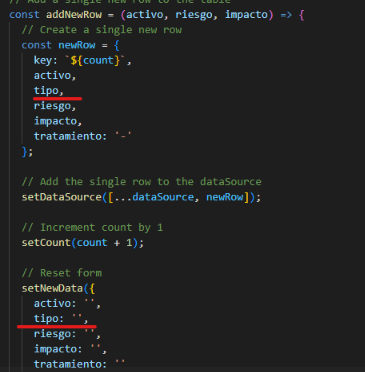 // Add a single new row to the table
const addNewRow = (activo, riesgo, impacto) => {
// Create a single new row
const newRow = {
key: `${count}`,
activo,
tipo,
riesgo,
impacto,
tratamiento: '-'
};
// Add the single row to the dataSource
setDataSource([...dataSource, newRow]);
// Increment count by 1
setCount(count + 1);
// Reset form
setNewData({
activo: '',
tipo: '',
riesgo: '',
impacto: '',
tratamiento: ''